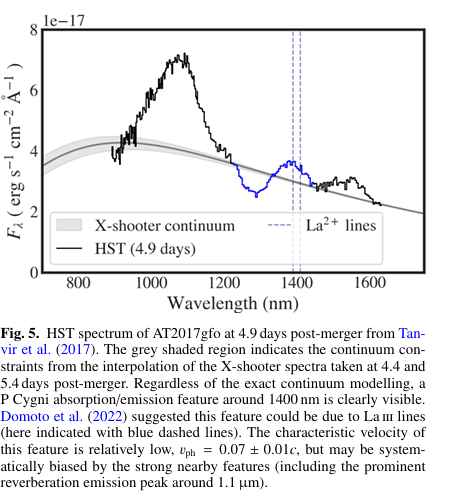 1e−17
8
6
4
2
0
F_λ ( erg s⁻¹ cm⁻² Å⁻¹ )
X-shooter continuum
HST (4.9 days)
La²⁺ lines
800 1000 1200 1400 1600
Wavelength (nm)
Fig. 5. HST spectrum of AT2017gfo at 4.9 days post-merger from Tan-
vir et al. (2017). The grey shaded region indicates the continuum con-
straints from the interpolation of the X-shooter spectra taken at 4.4 and
5.4 days post-merger. Regardless of the exact continuum modelling, a
P Cygni absorption/emission feature around 1400 nm is clearly visible.
Domoto et al. (2022) suggested this feature could be due to La III lines
(here indicated with blue dashed lines). The characteristic velocity of
this feature is relatively low, v_ph = 0.07 ± 0.01c, but may be system-
atically biased by the strong nearby features (including the prominent
reverberation emission peak around 1.1 μm).